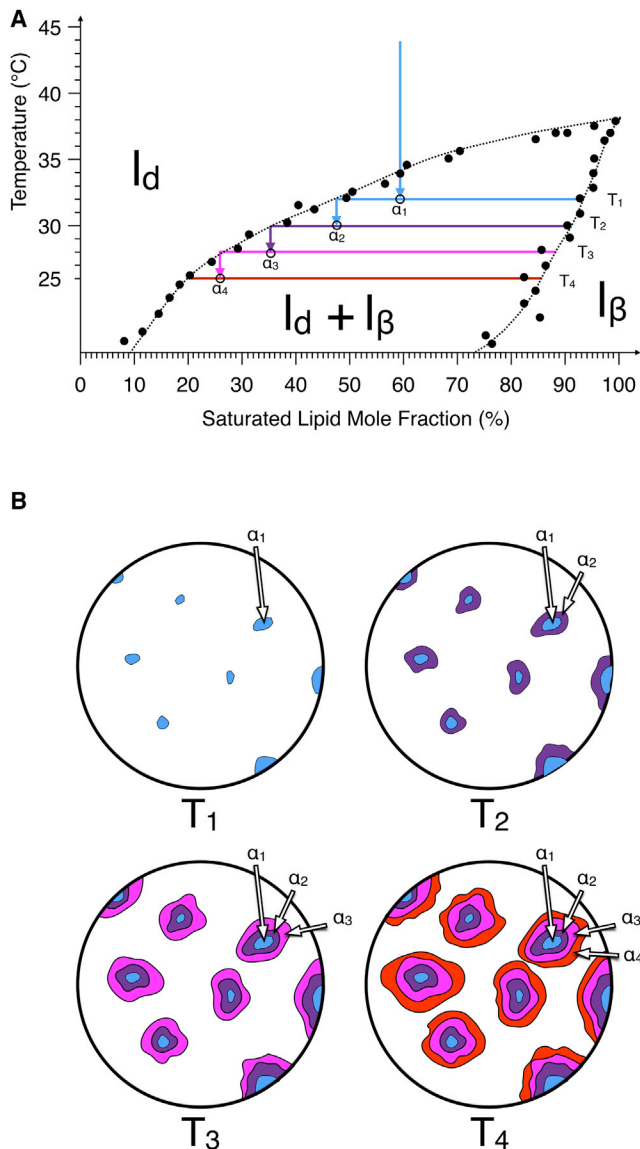 A
Temperature (°C)
45
40
35
30
25
l_d
l_d + l_β
l_β
α₁
α₂
α₃
α₄
T₁
T₂
T₃
T₄
0 10 20 30 40 50 60 70 80 90 100
Saturated Lipid Mole Fraction (%)
B
α₁
T₁
α₁
α₂
T₂
α₁
α₂
α₃
T₃
α₁
α₂
α₃
α₄
T₄